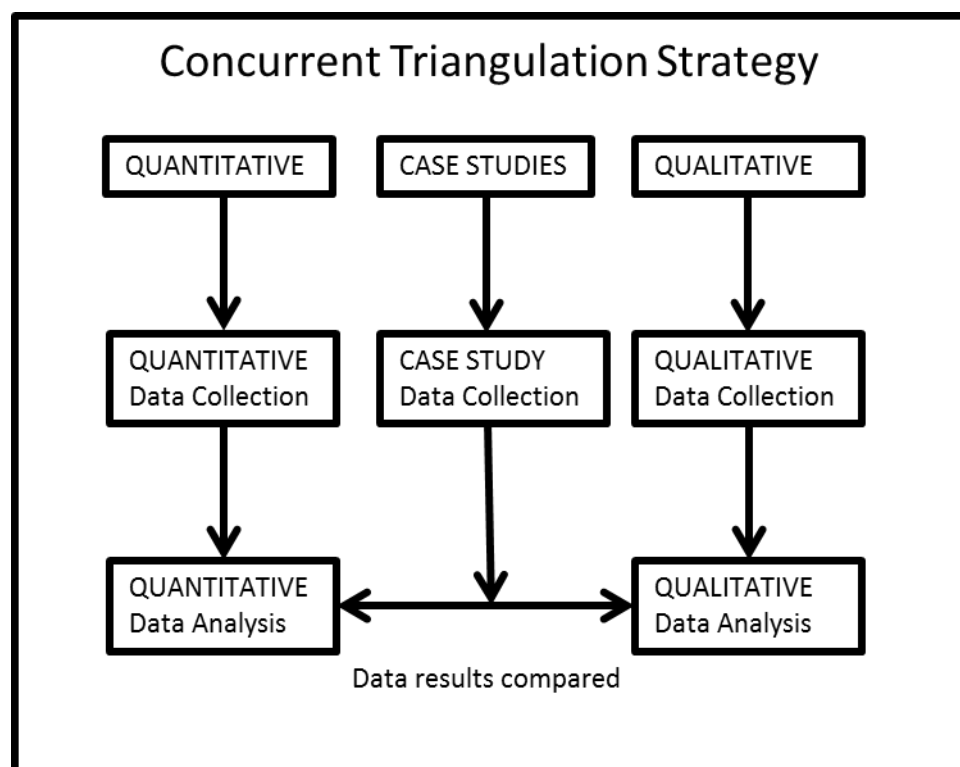 Concurrent Triangulation Strategy
QUANTITATIVE
CASE STUDIES
QUALITATIVE
QUANTITATIVE
Data Collection
CASE STUDY
Data Collection
QUALITATIVE
Data Collection
QUANTITATIVE
Data Analysis
QUALITATIVE
Data Analysis
Data results compared